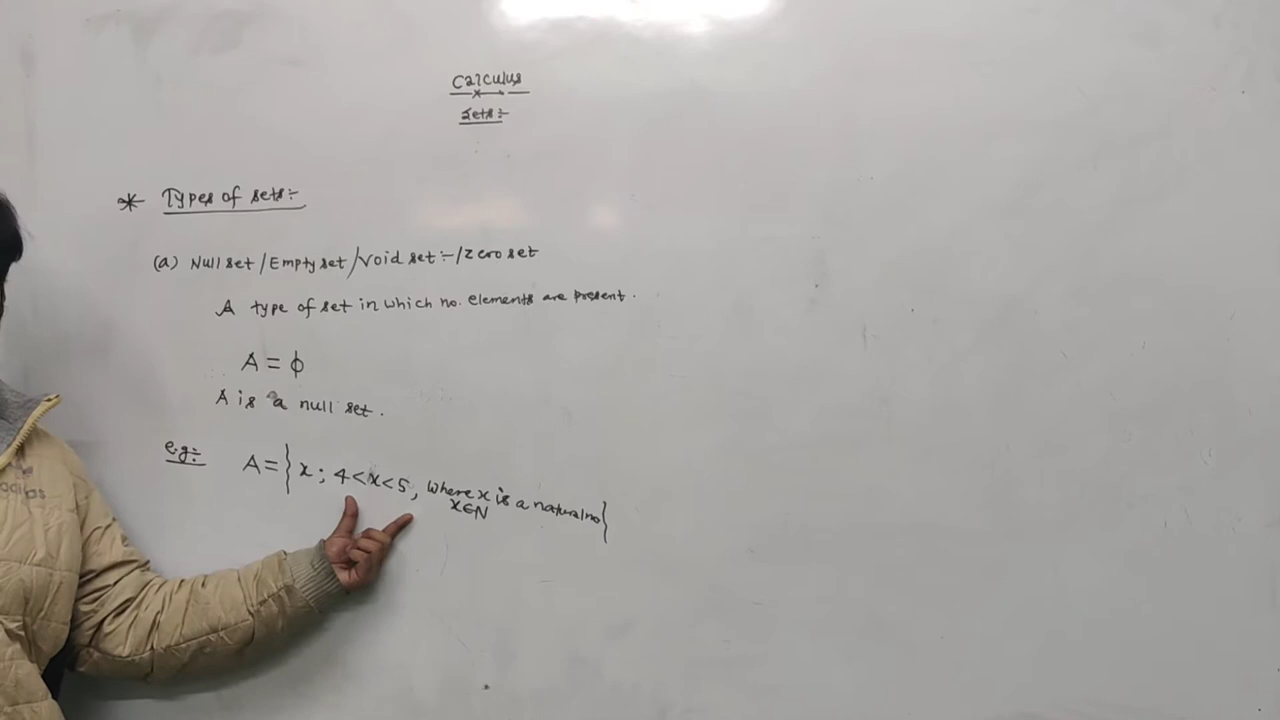 Calculus
Sets :-
* Types of sets :-
(a) Null set / Empty set / Void set :- / Zero set
A type of set in which no. elements are present.
A = φ
A is a null set.
e.g :- A = { x ; 4 < x < 5, where x is a natural no }
x ∈ N